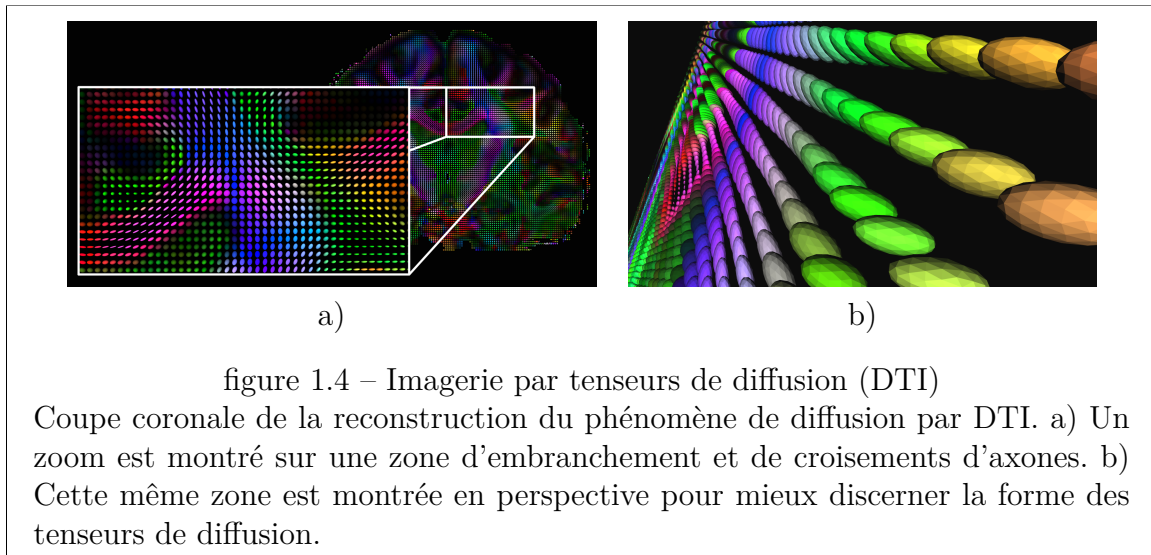 a)
b)
figure 1.4 – Imagerie par tenseurs de diffusion (DTI)
Coupe coronale de la reconstruction du phénomène de diffusion par DTI. a) Un
zoom est montré sur une zone d'embranchement et de croisements d'axones. b)
Cette même zone est montrée en perspective pour mieux discerner la forme des
tenseurs de diffusion.